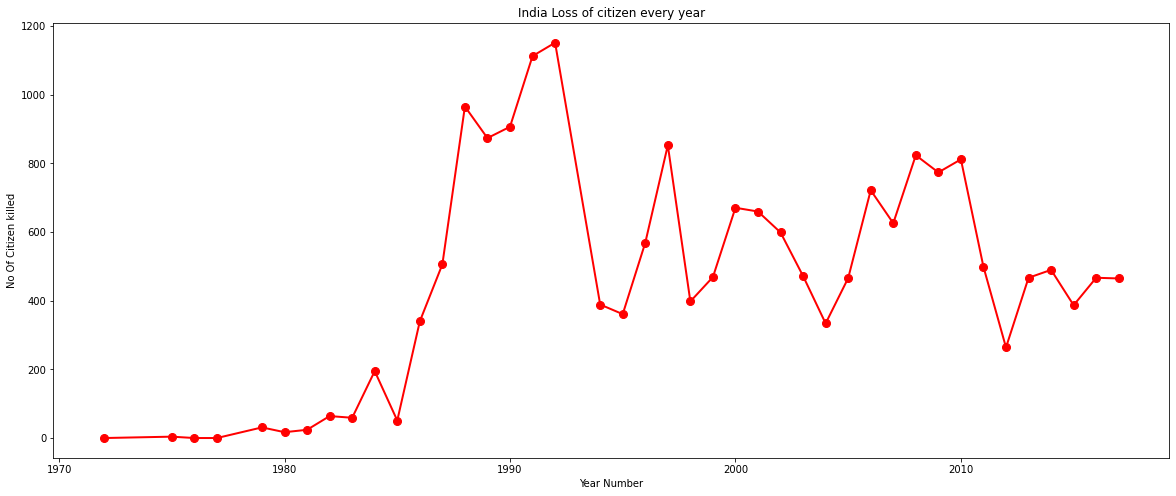 India Loss of citizen every year
No Of Citizen killed
1200
1000
800
600
400
200
0
1970 1980 1990 2000 2010
Year Number